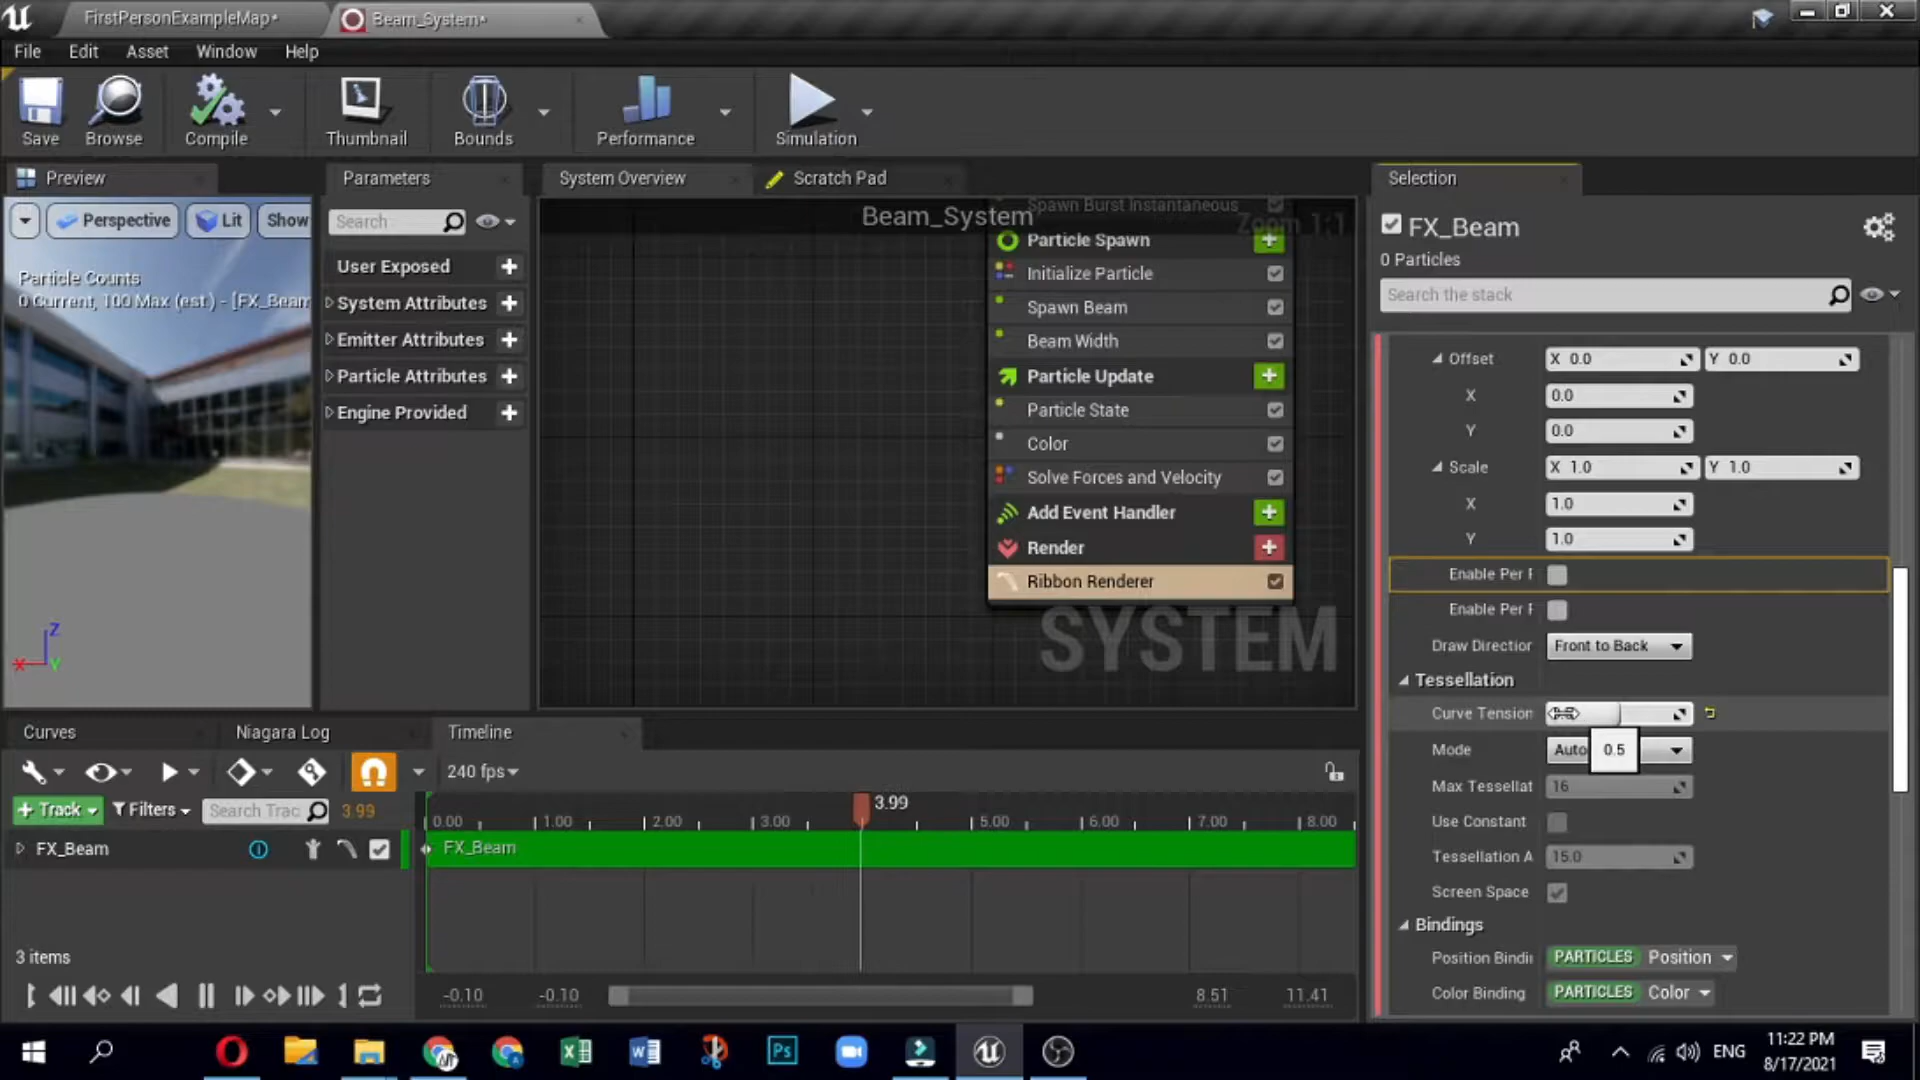 FirstPersonExampleMap*
Beam_System*
File Edit Asset Window Help
Save
Browse
Compile
Thumbnail
Bounds
Performance
Simulation
Preview
Perspective
Lit
Show
Particle Counts
0 Current, 100 Max (est.) - [FX_Beam
Parameters
Search
User Exposed
System Attributes
Emitter Attributes
Particle Attributes
Engine Provided
System Overview
Scratch Pad
Beam_System
Zoom 1:1
Spawn Burst Instantaneous
Particle Spawn
Initialize Particle
Spawn Beam
Beam Width
Particle Update
Particle State
Color
Solve Forces and Velocity
Add Event Handler
Render
Ribbon Renderer
SYSTEM
Selection
FX_Beam
0 Particles
Search the stack
Offset X 0.0 Y 0.0
X 0.0
Y 0.0
Scale X 1.0 Y 1.0
X 1.0
Y 1.0
Enable Per
Enable Per
Draw Direction Front to Back
Tessellation
Curve Tension
0.5
Mode Auto
Max Tessellat 16
Use Constant
Tessellation A 15.0
Screen Space
Bindings
Position Bindi PARTICLES Position
Color Binding PARTICLES Color
Curves
Niagara Log
Timeline
240 fps
Track
Filters
Search Trac
3.99
3.99
0.00 1.00 2.00 3.00 5.00 6.00 7.00 8.00
FX_Beam
FX_Beam
3 items
-0.10 -0.10 8.51 11.41
ENG
11:22 PM
8/17/2021